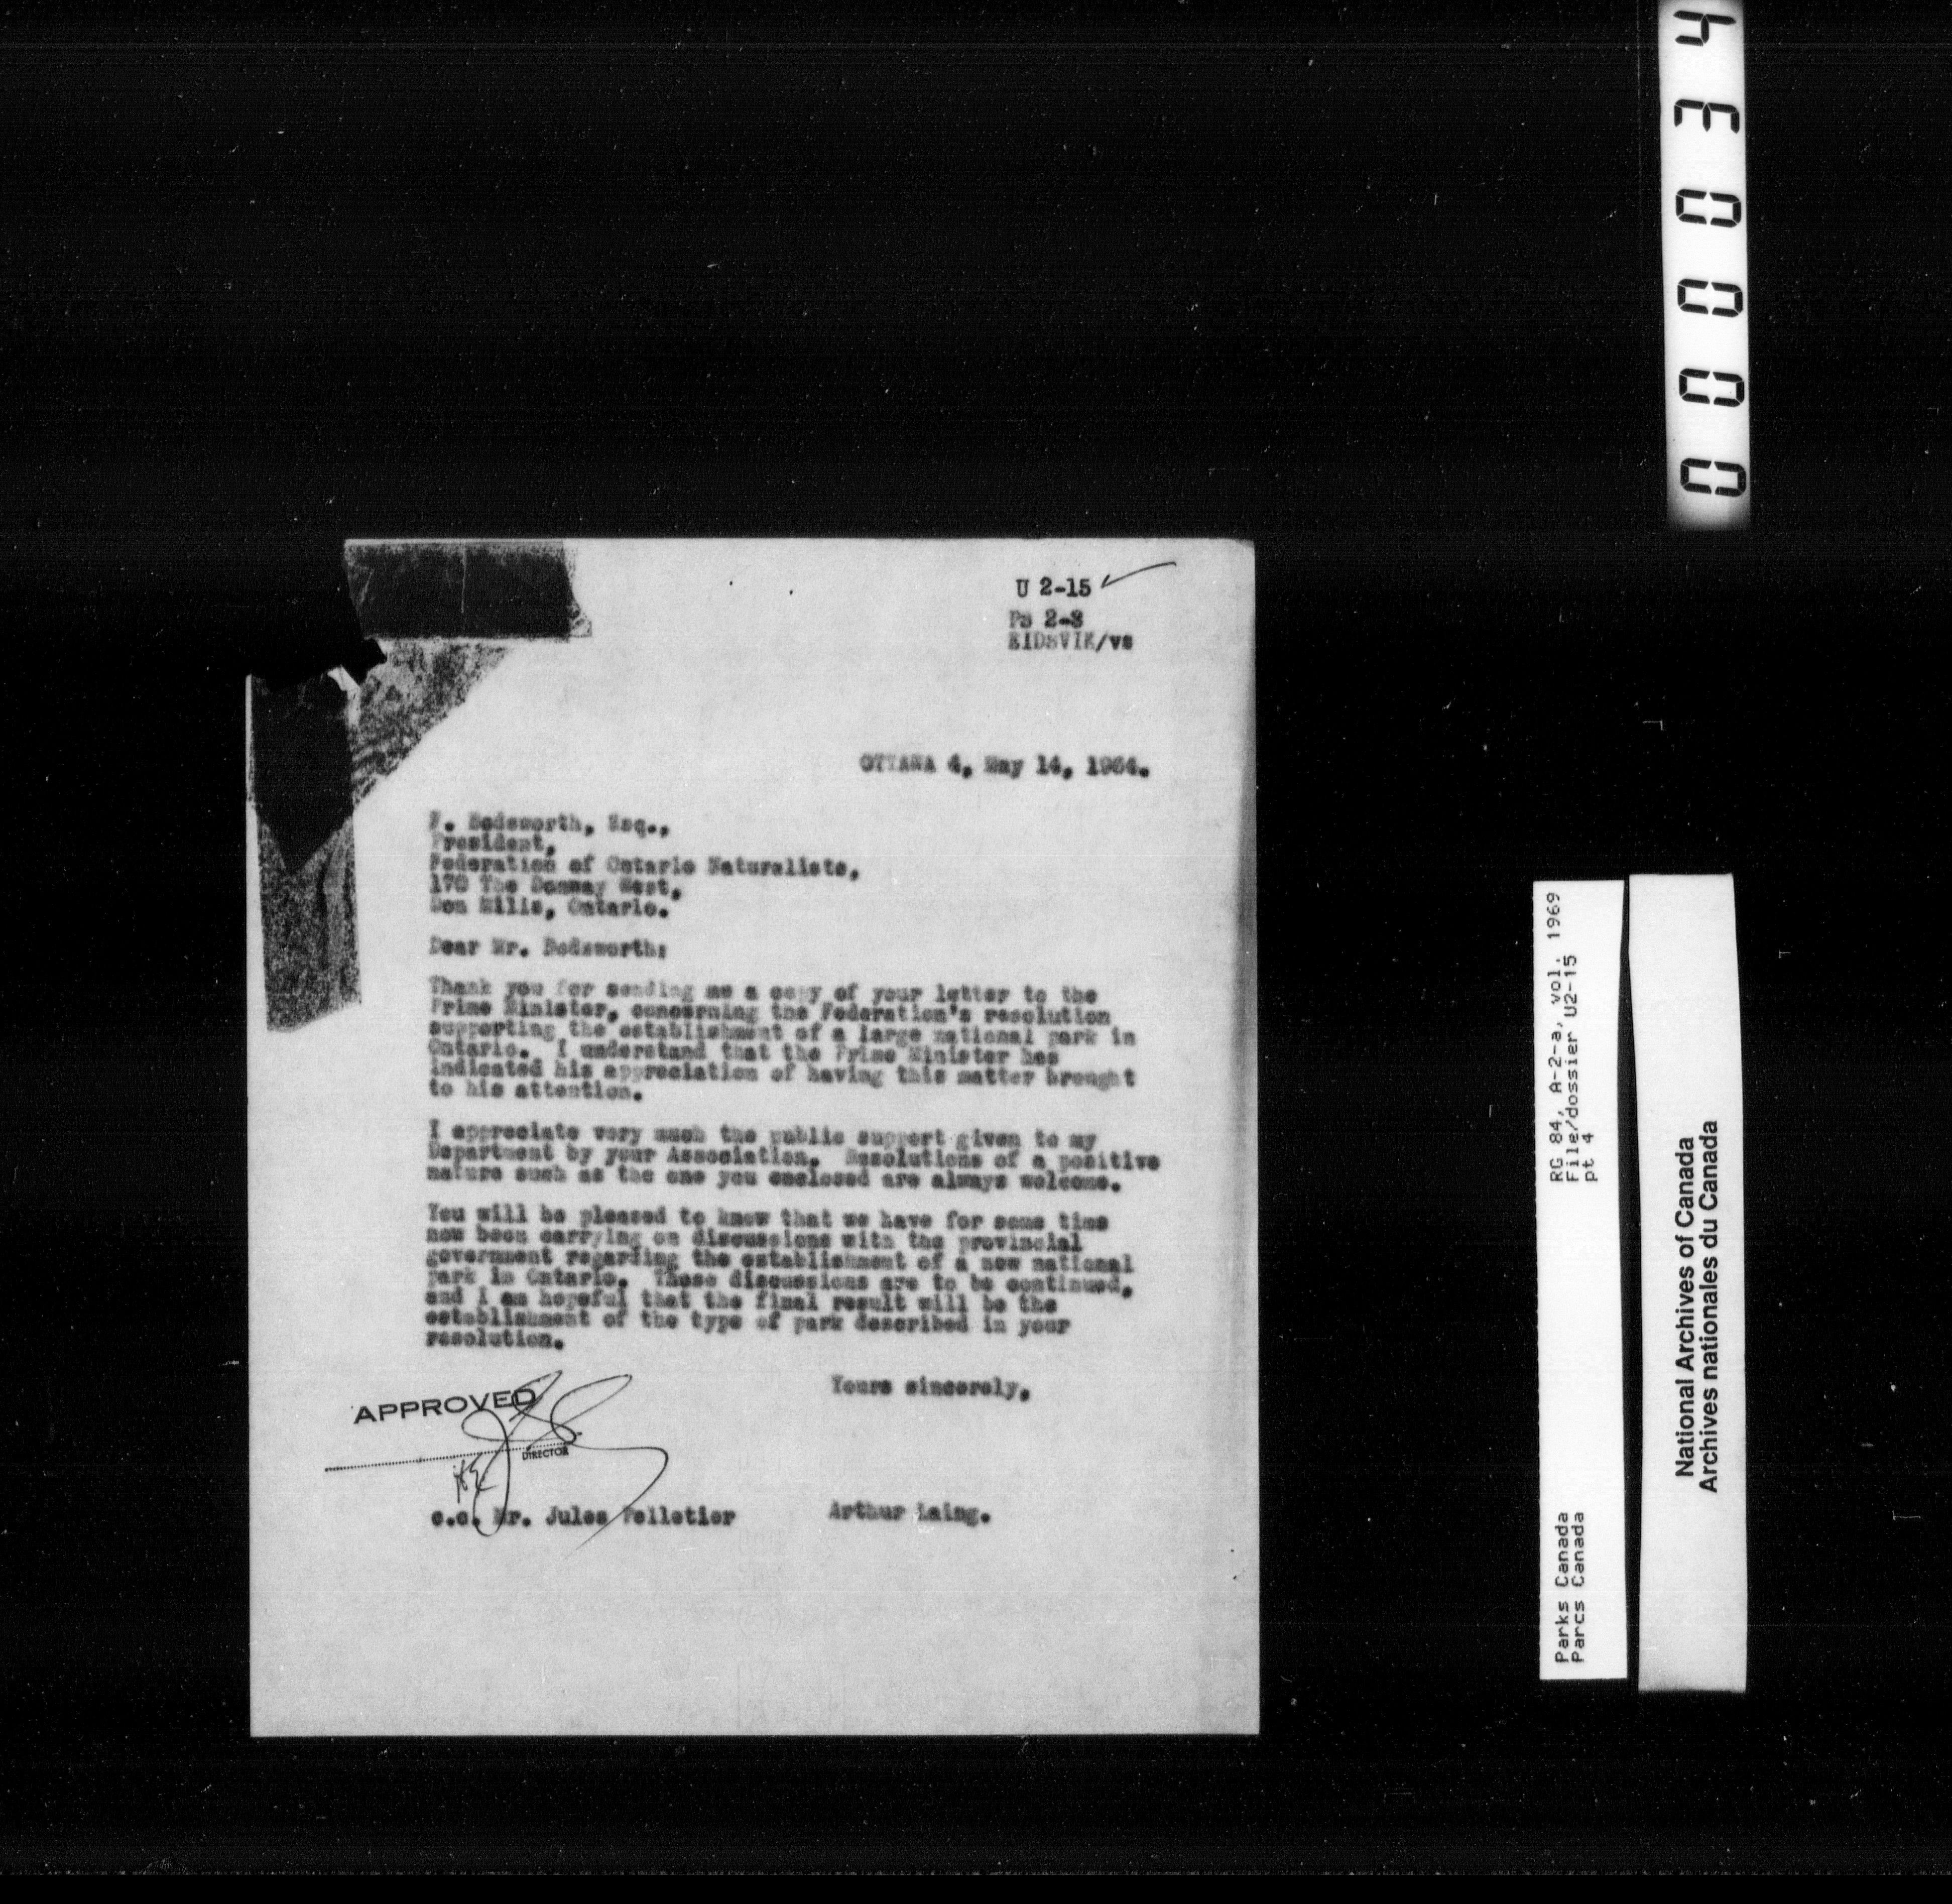 U 2-15
Ps 2-3
EIDSVIK/vs
OTTAWA 4, May 14, 1964.
F. Bodsworth, Esq.,
President,
Federation of Ontario Naturalists,
170 The Donway West,
Don Mills, Ontario.
Dear Mr. Bodsworth:
Thank you for sending me a copy of your letter to the
Prime Minister, concerning the Federation's resolution
supporting the establishment of a large national park in
Ontario. I understand that the Prime Minister has
indicated his appreciation of having this matter brought
to his attention.
I appreciate very much the public support given to my
Department by your Association. Resolutions of a positive
nature such as the one you enclosed are always welcome.
You will be pleased to know that we have for some time
now been carrying on discussions with the provincial
government regarding the establishment of a new national
park in Ontario. These discussions are to be continued,
and I am hopeful that the final result will be the
establishment of the type of park described in your
resolution.
Yours sincerely,
APPROVED
DIRECTOR
c.c. Mr. Jules Pelletier
Arthur Laing.
000034
RG 84, A-2-a, vol. 1969
File/dossier U2-15
pt 4
Parks Canada
Parcs Canada
National Archives of Canada
Archives nationales du Canada